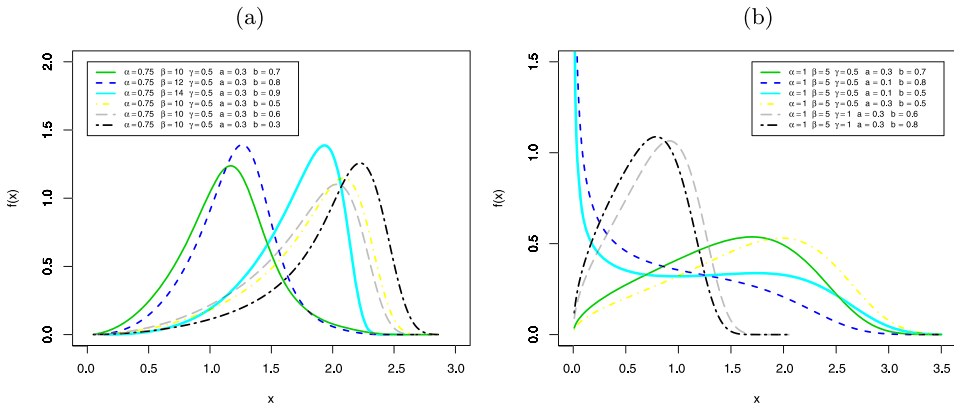 (a)
(b)
f(x)
2.0
1.5
1.0
0.5
0.0
α=0.75 β=10 γ=0.5 a=0.3 b=0.7
α=0.75 β=12 γ=0.5 a=0.3 b=0.8
α=0.75 β=14 γ=0.5 a=0.3 b=0.9
α=0.75 β=10 γ=0.5 a=0.3 b=0.5
α=0.75 β=10 γ=0.5 a=0.3 b=0.6
α=0.75 β=10 γ=0.5 a=0.3 b=0.3
0.0 0.5 1.0 1.5 2.0 2.5 3.0
x
f(x)
1.5
1.0
0.5
0.0
α=1 β=5 γ=0.5 a=0.3 b=0.7
α=1 β=5 γ=0.5 a=0.1 b=0.8
α=1 β=5 γ=0.5 a=0.1 b=0.5
α=1 β=5 γ=0.5 a=0.3 b=0.5
α=1 β=5 γ=1 a=0.3 b=0.6
α=1 β=5 γ=1 a=0.3 b=0.8
0.0 0.5 1.0 1.5 2.0 2.5 3.0 3.5
x